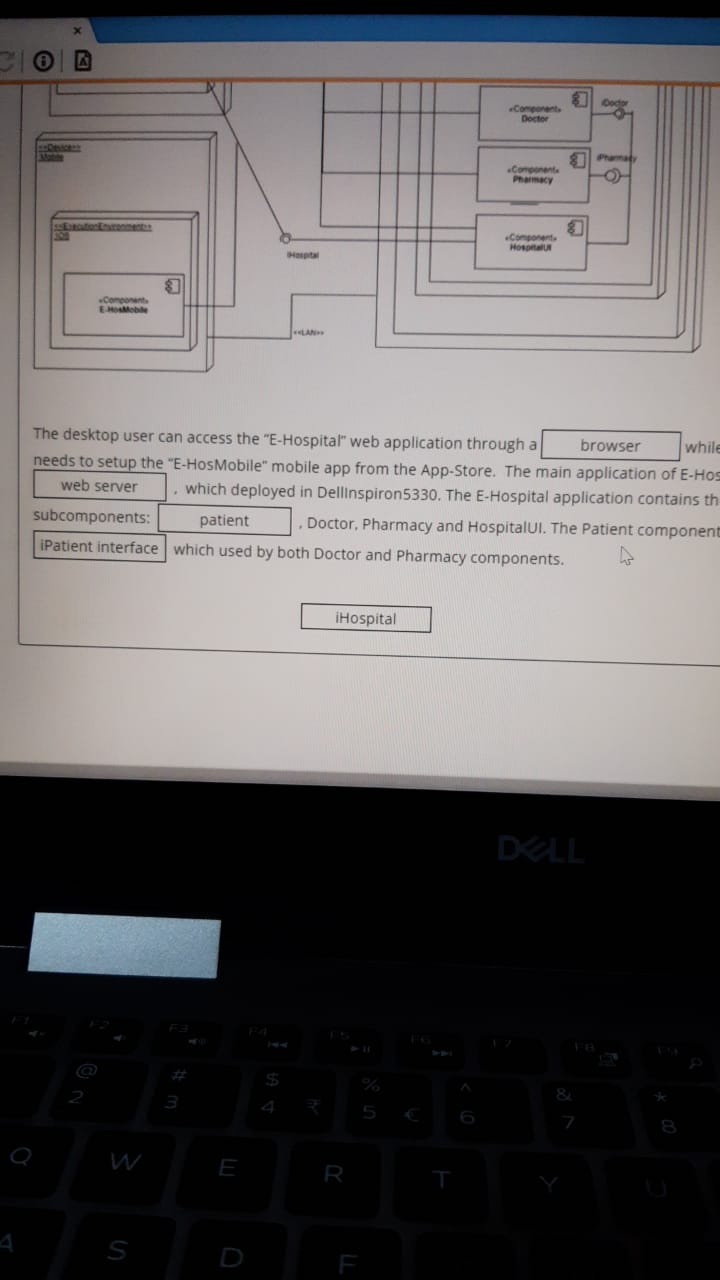 x
«Component»
Doctor
iDoctor
<<Device>>
Mobile
«Component»
Pharmacy
iPharmacy
<<ExecutionEnvironment>>
IOS
«Component»
HospitalUI
iHospital
«Component»
E-HosMobile
<<LAN>>
The desktop user can access the "E-Hospital" web application through a browser while
needs to setup the "E-HosMobile" mobile app from the App-Store. The main application of E-Hos
web server , which deployed in DellInspiron5330. The E-Hospital application contains th
subcomponents: patient , Doctor, Pharmacy and HospitalUI. The Patient component
iPatient interface which used by both Doctor and Pharmacy components.
iHospital
DELL
F1 F2 F3 F4 F5 F6 F7 F8 F9
@ # $ % ^ & *
2 3 4 ₹ 5 € 6 7 8
Q W E R T Y U
A S D F